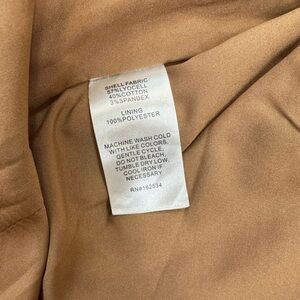 SHELL FABRIC
57%LYOCELL
40%COTTON
3%SPANDEX
LINING
100%POLYESTER
MACHINE WASH COLD
WITH LIKE COLORS.
GENTLE CYCLE.
DO NOT BLEACH.
TUMBLE DRY LOW.
COOL IRON IF
NECESSARY
RN#162534